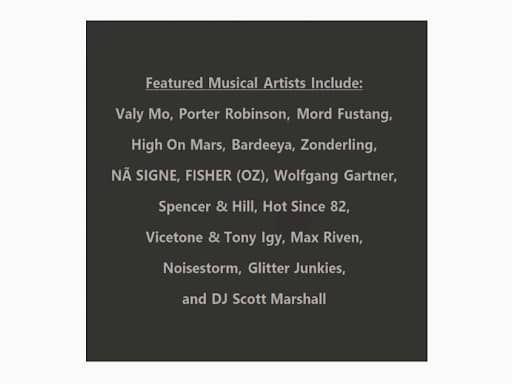 Featured Musical Artists Include:
Valy Mo, Porter Robinson, Mord Fustang,
High On Mars, Bardeeya, Zonderling,
NÃ SIGNE, FISHER (OZ), Wolfgang Gartner,
Spencer & Hill, Hot Since 82,
Vicetone & Tony Igy, Max Riven,
Noisestorm, Glitter Junkies,
and DJ Scott Marshall